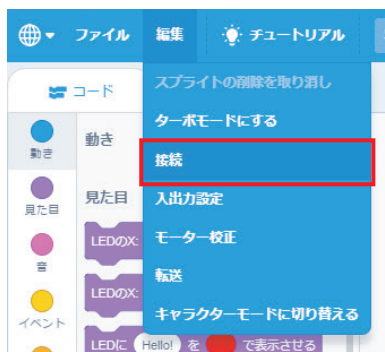 ファイル 編集 チュートリアル
コード
スプライトの削除を取り消し
ターボモードにする
接続
入出力設定
モーター校正
転送
キャラクターモードに切り替える
動き
見た目
音
イベント
動き
見た目
LEDのX:
LEDのX:
LEDに Hello! を で表示させる